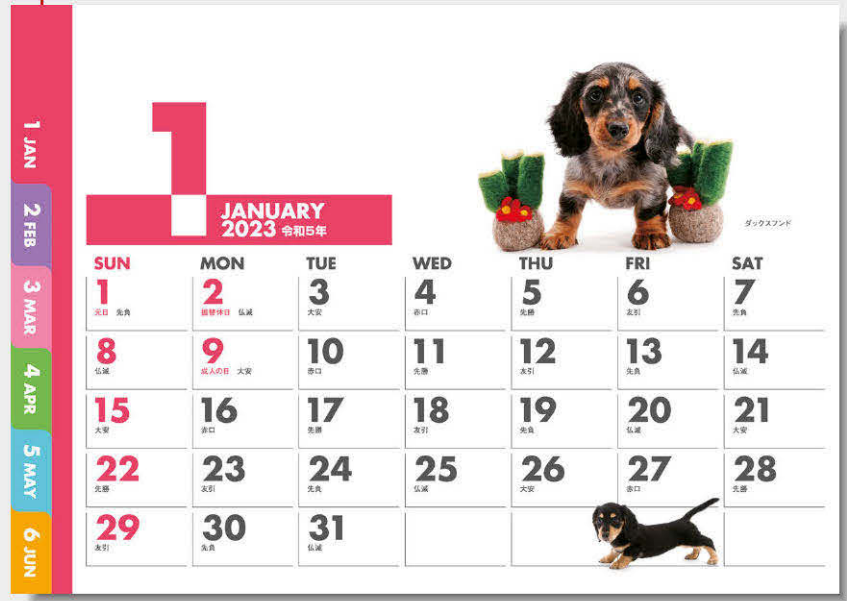 1 JAN
2 FEB
3 MAR
4 APR
5 MAY
6 JUN
1
JANUARY
2023 令和5年
ダックスフンド
SUN MON TUE WED THU FRI SAT
1 2 3 4 5 6 7
元日 先負 振替休日 仏滅 大安 赤口 先勝 友引 先負
8 9 10 11 12 13 14
仏滅 成人の日 大安 赤口 先勝 友引 先負 仏滅
15 16 17 18 19 20 21
大安 赤口 先勝 友引 先負 仏滅 大安
22 23 24 25 26 27 28
先勝 友引 先負 仏滅 大安 赤口 先勝
29 30 31
友引 先負 仏滅